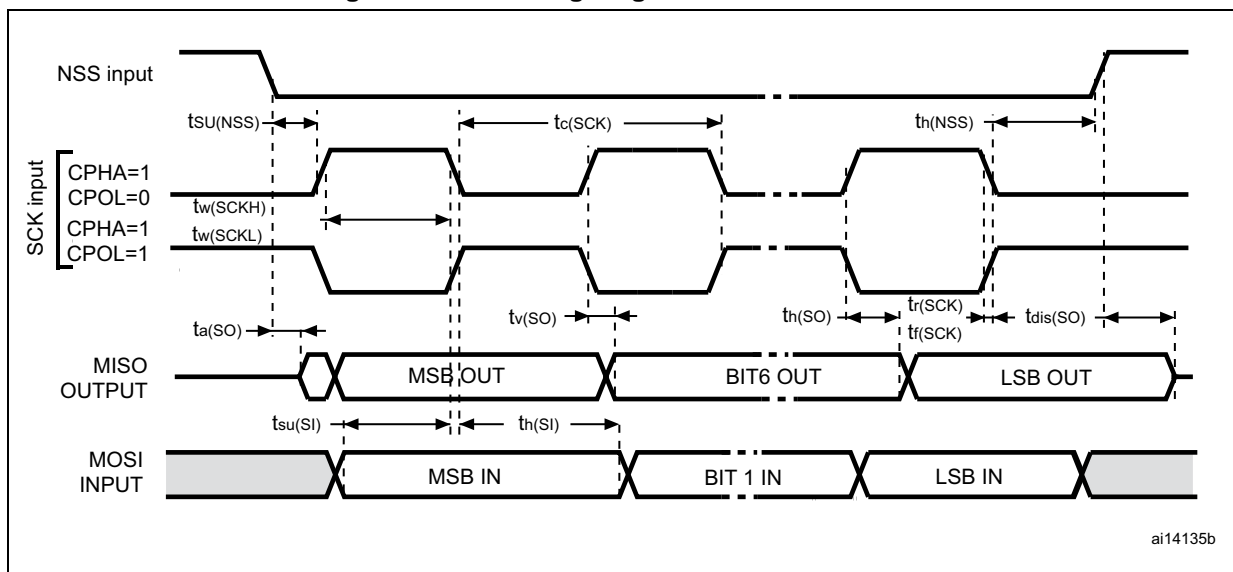 NSS input
tSU(NSS)
tc(SCK)
th(NSS)
SCK input
CPHA=1
CPOL=0
tw(SCKH)
CPHA=1
tw(SCKL)
CPOL=1
ta(SO)
tv(SO)
th(SO)
tr(SCK)
tf(SCK)
tdis(SO)
MISO
OUTPUT
MSB OUT
BIT6 OUT
LSB OUT
tsu(SI)
th(SI)
MOSI
INPUT
MSB IN
BIT 1 IN
LSB IN
ai14135b